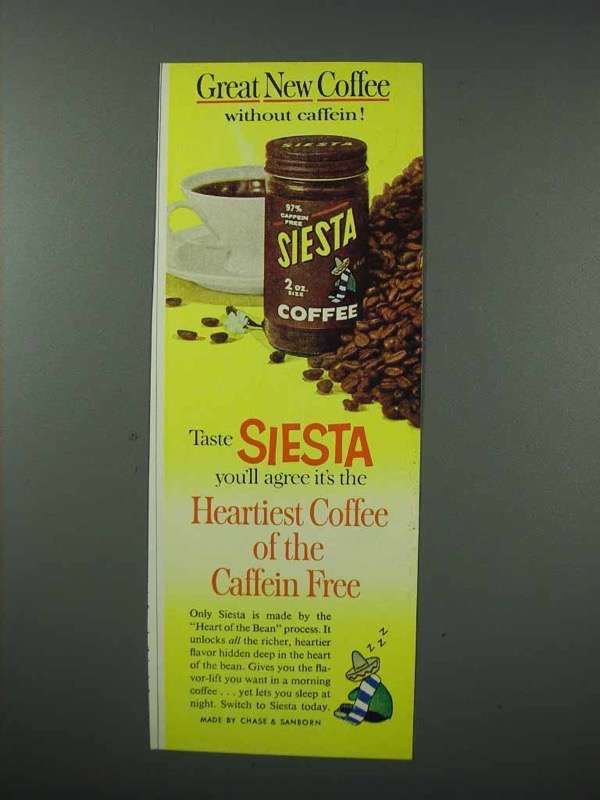 Great New Coffee
without caffein!
SIESTA
97%
CAFFEIN
FREE
SIESTA
2 OZ.
SIZE
COFFEE
Taste SIESTA
you'll agree it's the
Heartiest Coffee
of the
Caffein Free
Only Siesta is made by the
"Heart of the Bean" process. It
unlocks all the richer, heartier
flavor hidden deep in the heart
of the bean. Gives you the fla-
vor-lift you want in a morning
coffee . . . yet lets you sleep at
night. Switch to Siesta today.
MADE BY CHASE & SANBORN
z z z